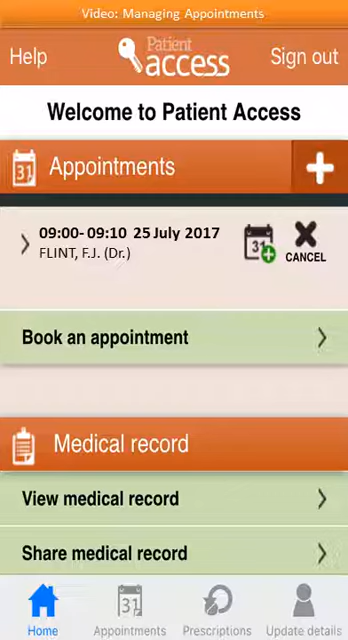 Video: Managing Appointments
Help
Patient
access
Sign out
Welcome to Patient Access
31
Appointments
09:00- 09:10 25 July 2017
FLINT, F.J. (Dr.)
31
CANCEL
Book an appointment
Medical record
View medical record
Share medical record
Home
31
Appointments
Prescriptions
Update details